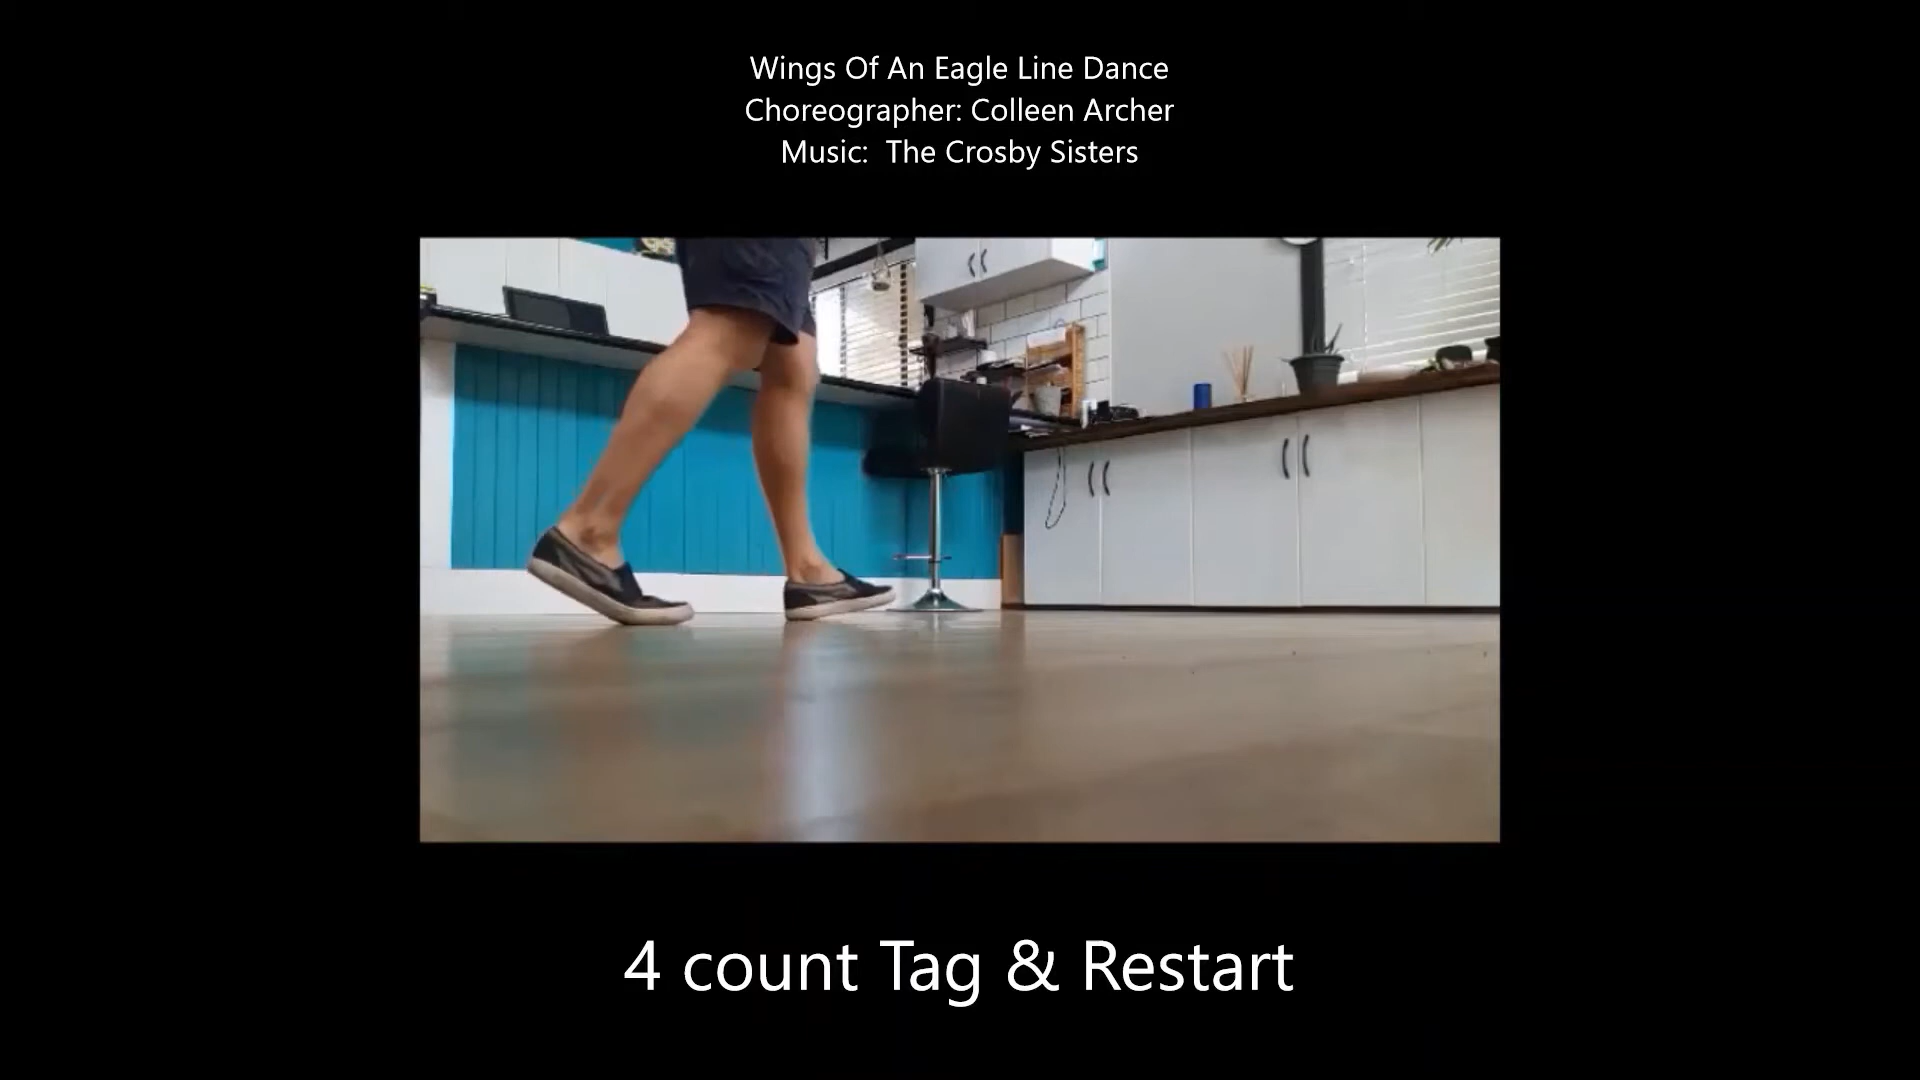 Wings Of An Eagle Line Dance
Choreographer: Colleen Archer
Music:  The Crosby Sisters
4 count Tag & Restart